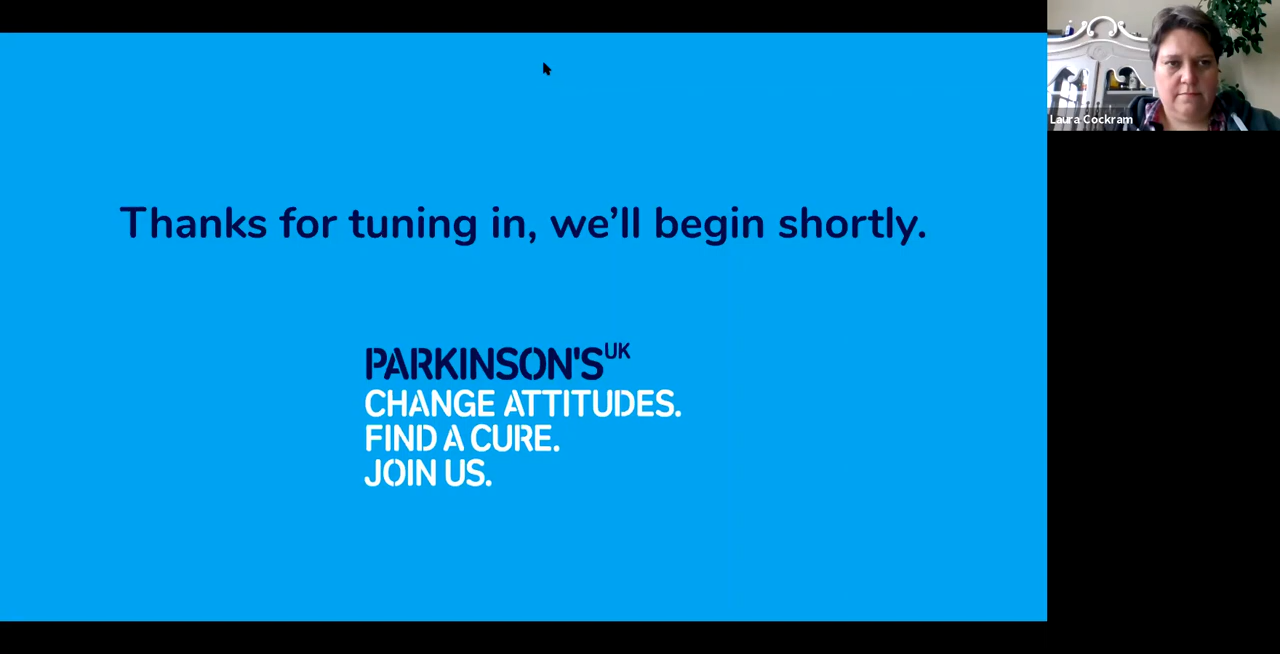 Thanks for tuning in, we’ll begin shortly.
PARKINSON'S UK
CHANGE ATTITUDES.
FIND A CURE.
JOIN US.
Laura Cockram